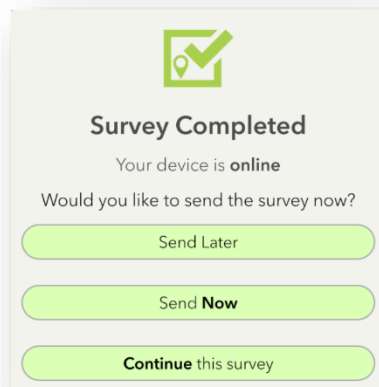 Survey Completed
Your device is online
Would you like to send the survey now?
Send Later
Send Now
Continue this survey